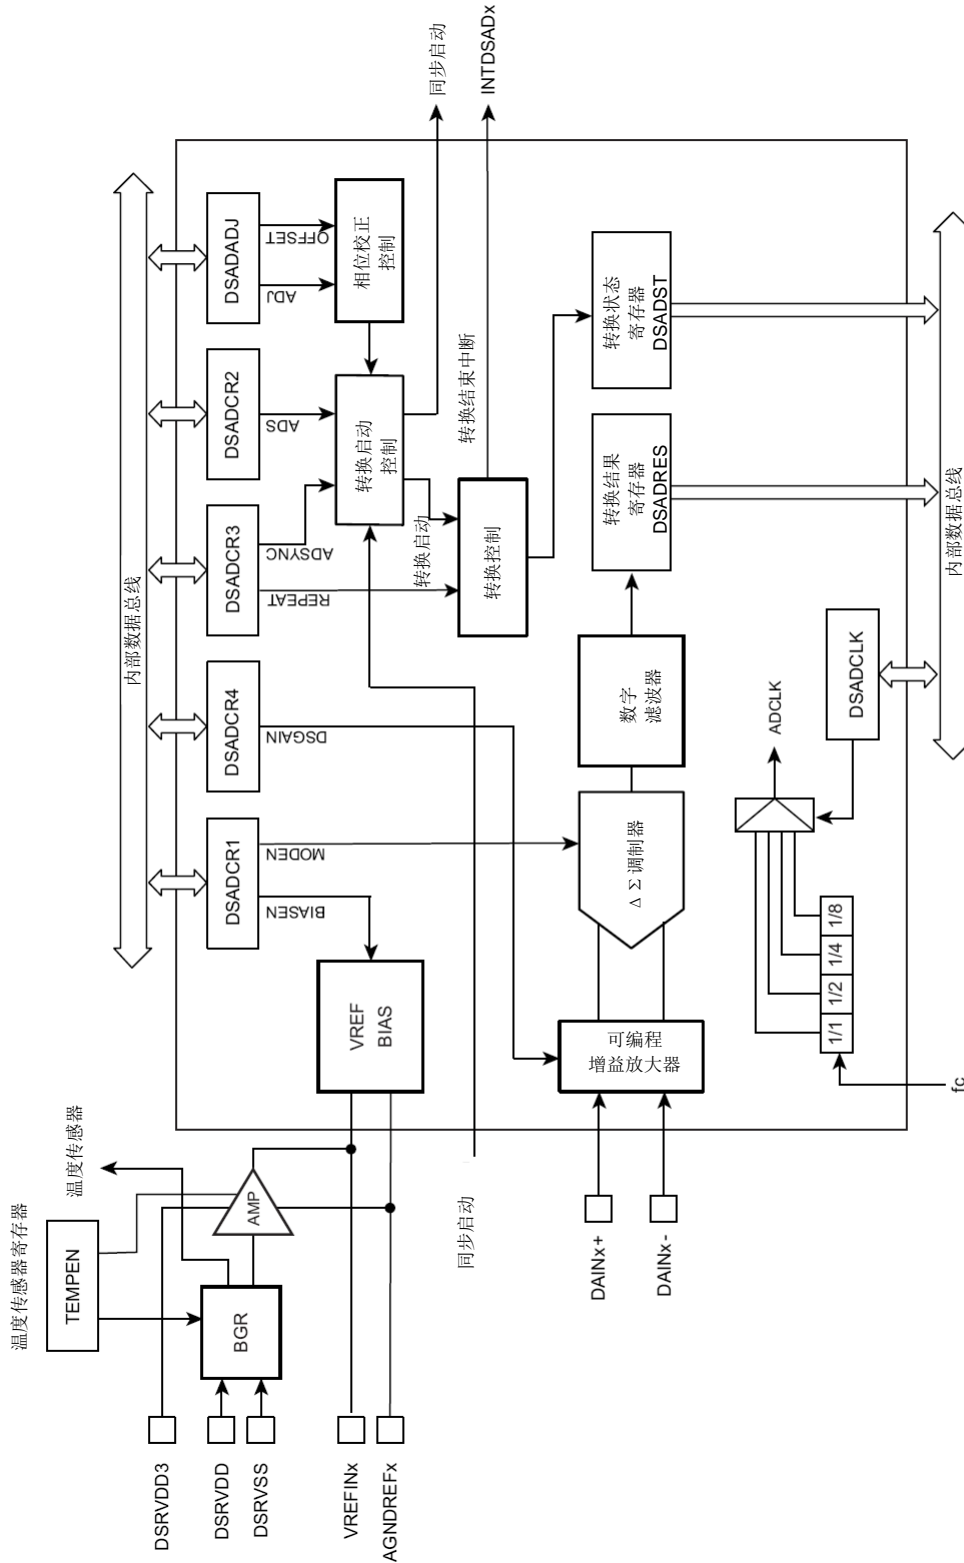 温度传感器寄存器
TEMPEN
温度传感器
DSRVDD3
DSRVDD
DSRVSS
VREFINx
AGNDREFx
BGR
AMP
内部数据总线
DSADCR1
DSADCR4
DSADCR3
DSADCR2
DSADADJ
BIASEN
MODEN
DSGAIN
REPEAT
ADSYNC
ADS
ADJ
OFFSET
VREF
BIAS
转换启动
控制
相位校正
控制
同步启动
同步启动
转换启动
转换控制
转换结束中断
INTDSADx
DAINx+
DAINx-
可编程
增益放大器
Δ Σ 调制器
数字
滤波器
转换结果
寄存器
DSADRES
转换状态
寄存器
DSADST
fc
1/1
1/2
1/4
1/8
ADCLK
DSADCLK
内部数据总线